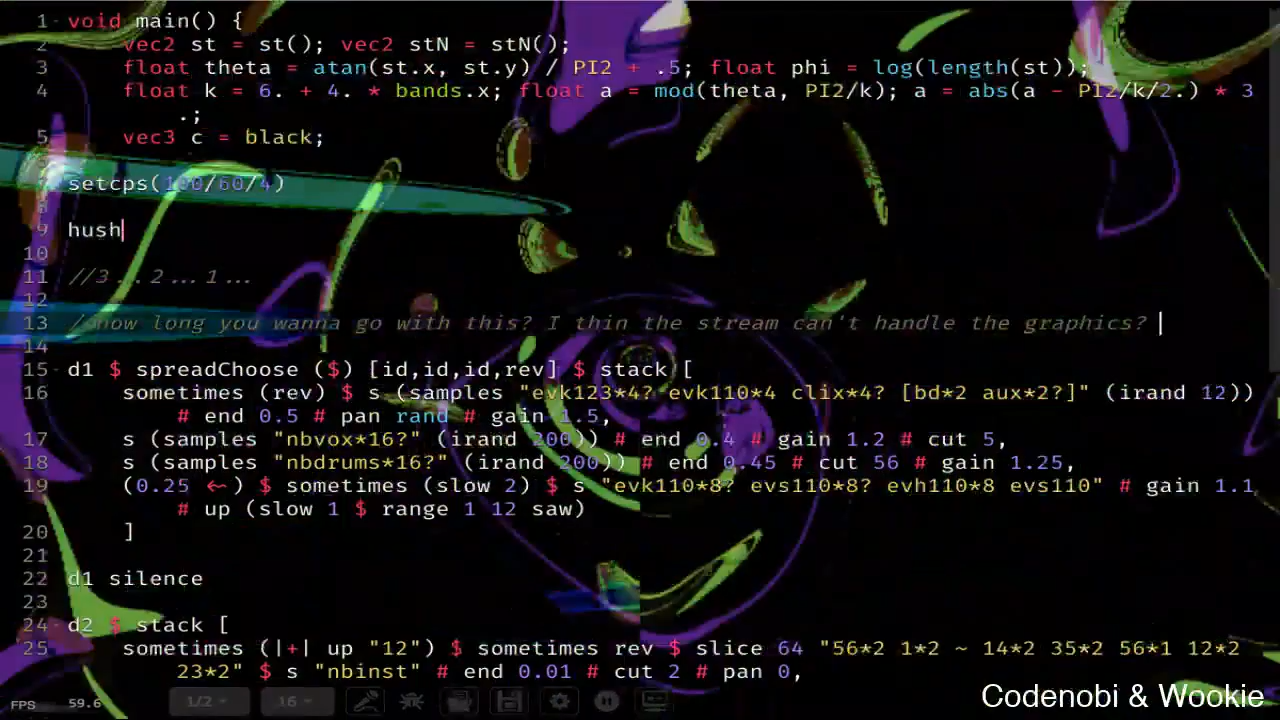 1 void main() {
2 vec2 st = st(); vec2 stN = stN();
3 float theta = atan(st.x, st.y) / PI2 + .5; float phi = log(length(st));
4 float k = 6. + 4. * bands.x; float a = mod(theta, PI2/k); a = abs(a - PI2/k/2.) * 3
.;
5 vec3 c = black;
6
7 setcps(100/60/4)
8
9 hush
10
11 //3 ... 2 ... 1 ...
12
13 //how long you wanna go with this? I thin the stream can't handle the graphics?
14
15 d1 $ spreadChoose ($) [id,id,id,rev] $ stack [
16 sometimes (rev) $ s (samples "evk123*4? evk110*4 clix*4? [bd*2 aux*2?]" (irand 12))
# end 0.5 # pan rand # gain 1.5,
17 s (samples "nbvox*16?" (irand 200)) # end 0.4 # gain 1.2 # cut 5,
18 s (samples "nbdrums*16?" (irand 200)) # end 0.45 # cut 56 # gain 1.25,
19 (0.25 <~) $ sometimes (slow 2) $ s "evk110*8? evs110*8? evh110*8 evs110" # gain 1.1
# up (slow 1 $ range 1 12 saw)
20 ]
21
22 d1 silence
23
24 d2 $ stack [
25 sometimes (|+| up "12") $ sometimes rev $ slice 64 "56*2 1*2 ~ 14*2 35*2 56*1 12*2
23*2" $ s "nbinst" # end 0.01 # cut 2 # pan 0,
FPS 59.6 1/2 16
Codenobi & Wookie